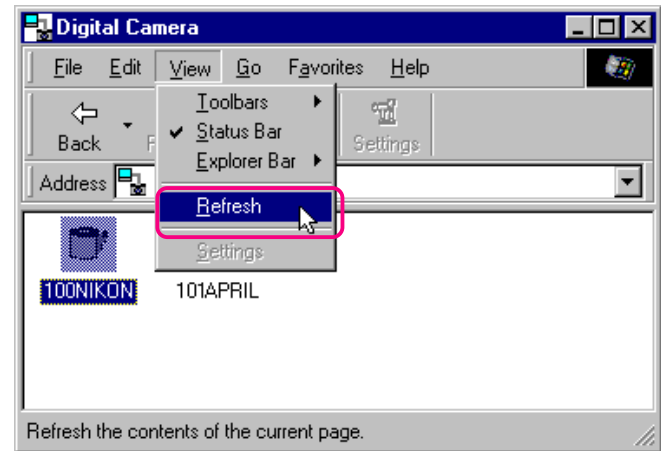 Digital Camera
File Edit View Go Favorites Help
Back Settings
Toolbars
Status Bar
Explorer Bar
Address
Refresh
Settings
100NIKON 101APRIL
Refresh the contents of the current page.